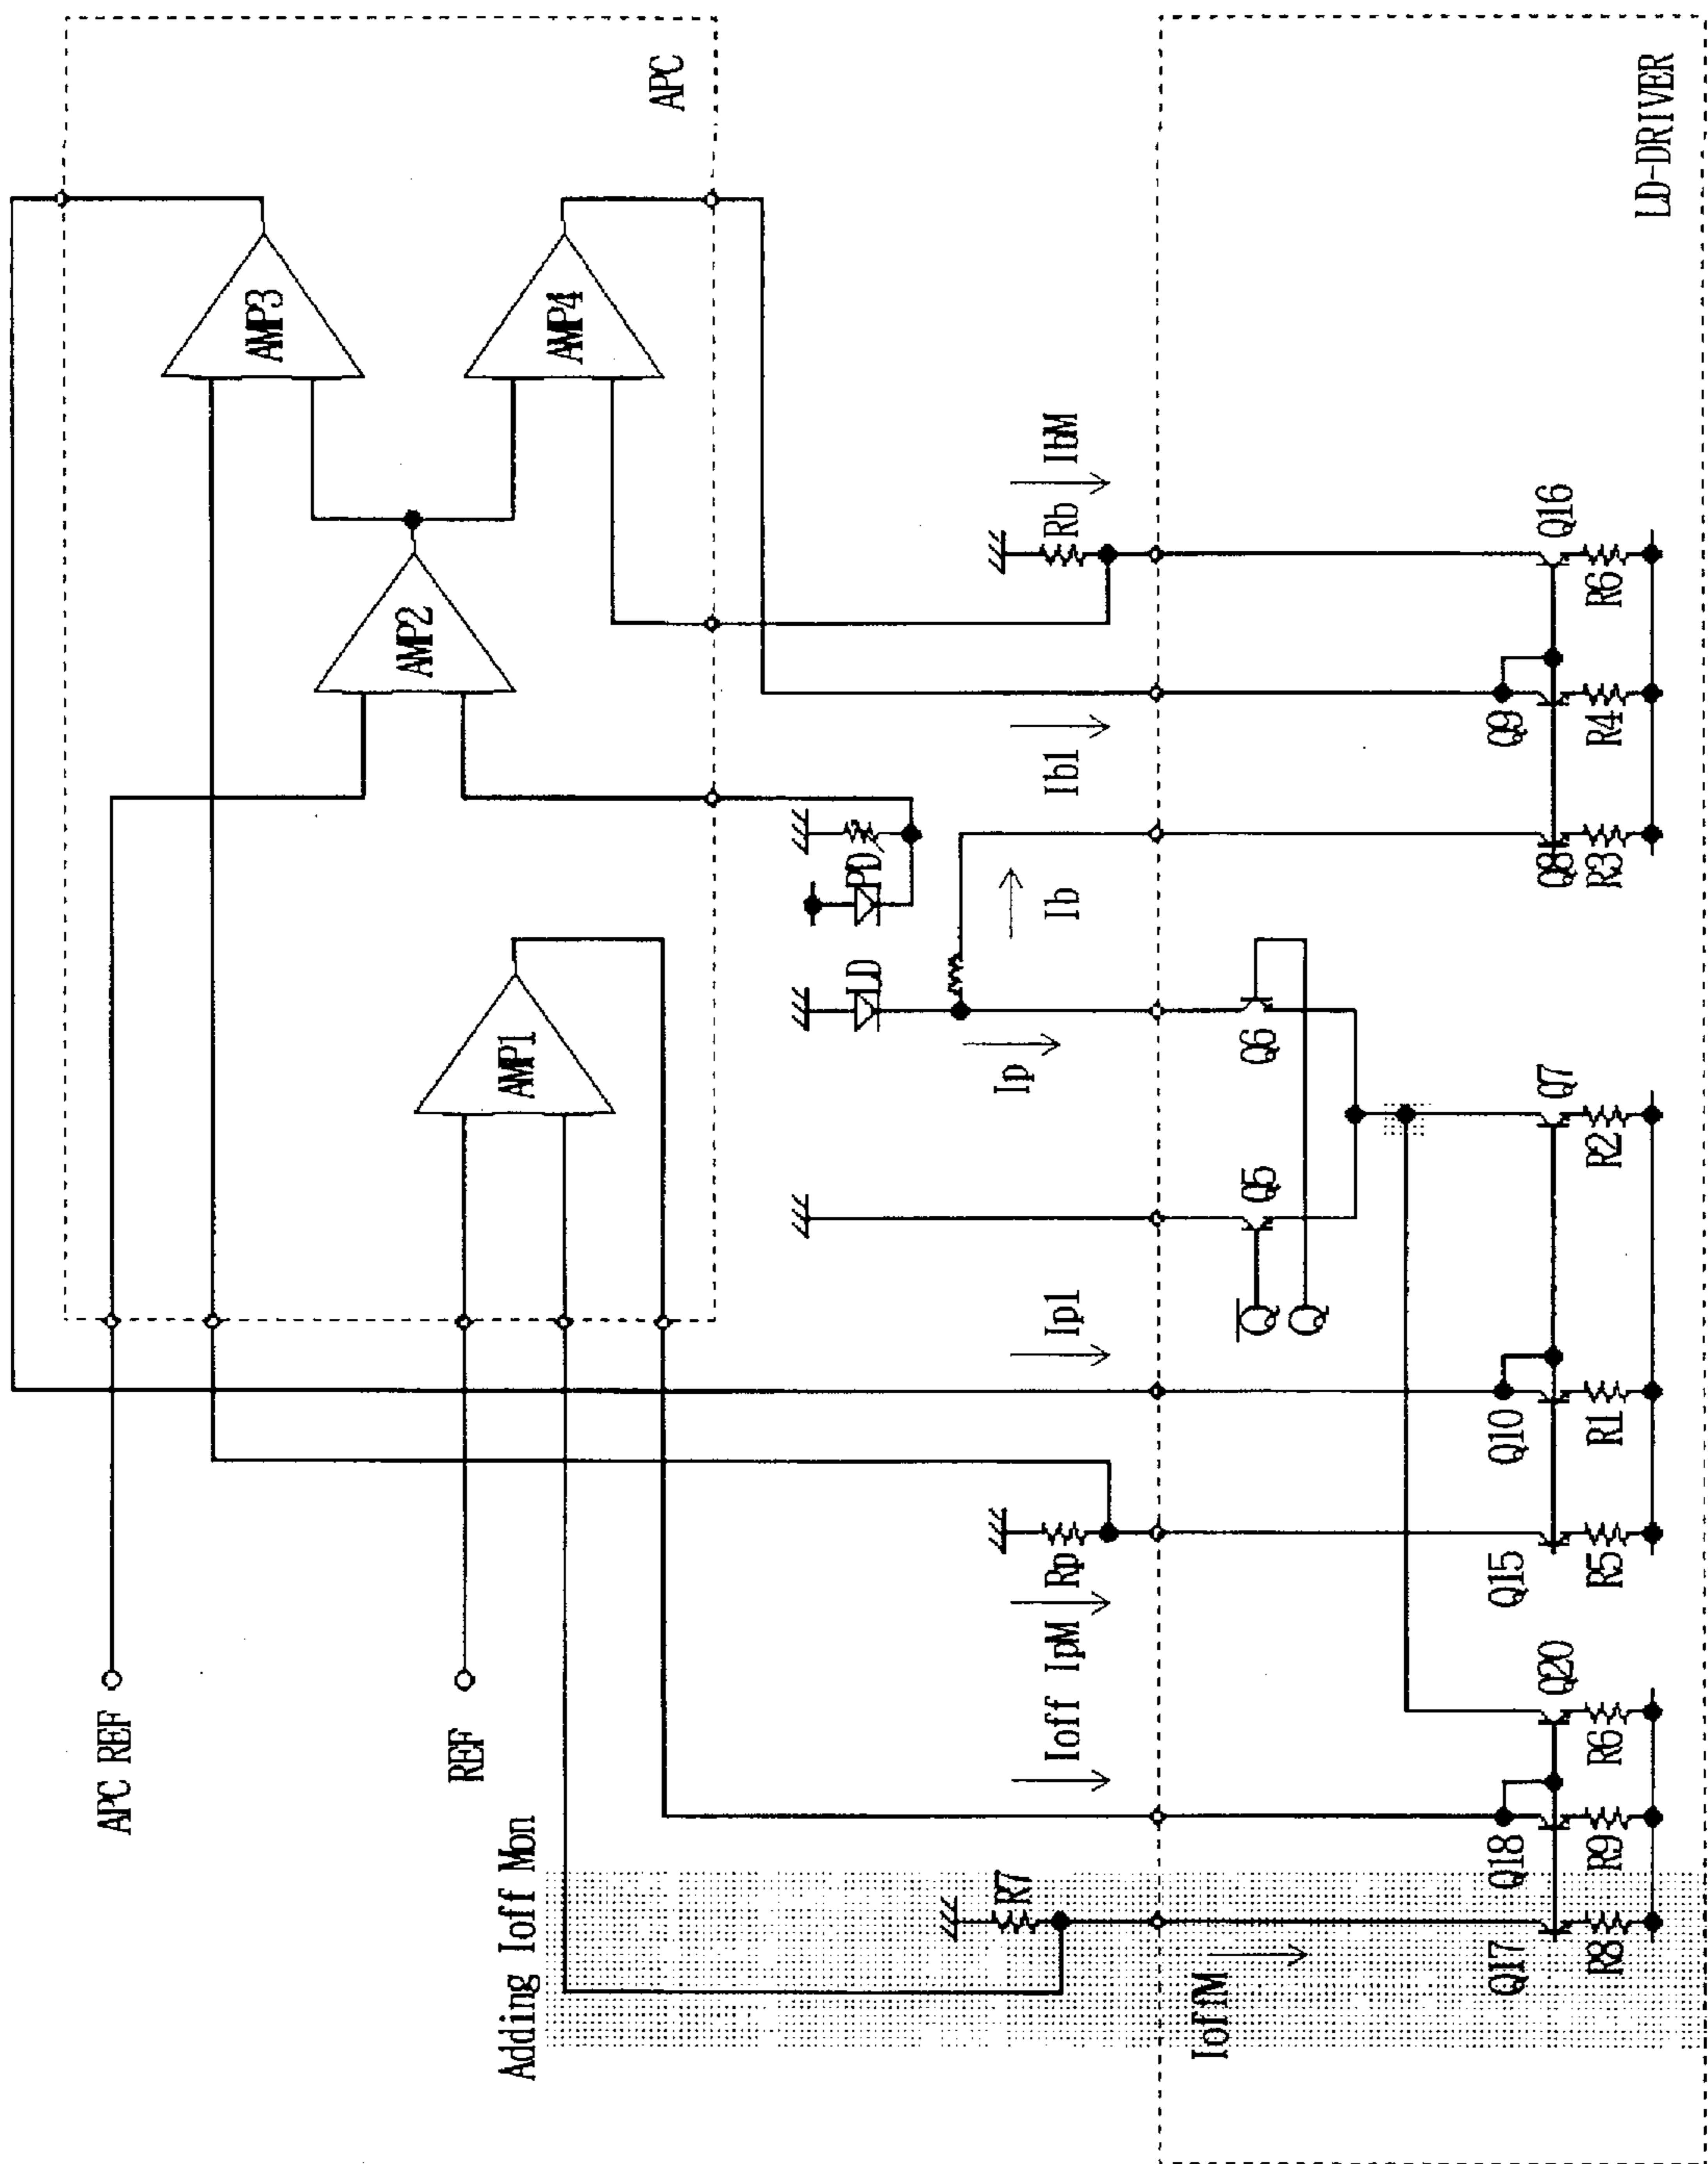 APC
AMP3
AMP4
AMP2
AMP1
APC REF
REF
Adding Ioff Mon
R7
IoffM
Ioff
IpM
Rp
Ip1
Ip
LD
PD
Ib
Ib1
Rb
IbM
LD-DRIVER
Q̅
Q
Q5
Q6
Q17
Q18
Q20
Q15
Q10
Q7
Q8
Q9
Q16
R8
R9
R6
R5
R1
R2
R3
R4
R6